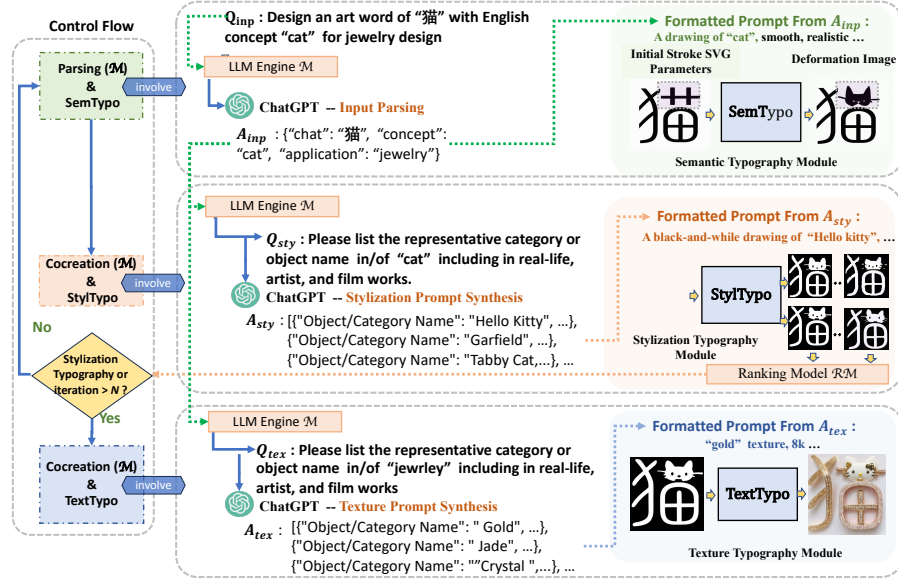 Control Flow
Parsing (ℳ)
&
SemTypo
involve
Cocreation (ℳ)
&
StylTypo
involve
No
Stylization
Typography or
iteration > N ?
Yes
Cocreation (ℳ)
&
TextTypo
involve
Q_inp : Design an art word of “猫” with English
concept “cat” for jewelry design
LLM Engine ℳ
ChatGPT -- Input Parsing
A_inp : {“chat”: “猫”, “concept”:
“cat”, “application”: “jewelry”}
Formatted Prompt From A_inp :
A drawing of “cat”, smooth, realistic ...
Initial Stroke SVG
Parameters
Deformation Image
猫
SemTypo
猫
Semantic Typography Module
LLM Engine ℳ
Q_sty : Please list the representative category or
object name in/of “cat” including in real-life,
artist, and film works.
ChatGPT -- Stylization Prompt Synthesis
A_sty : [{"Object/Category Name": "Hello Kitty", ...},
{"Object/Category Name": "Garfield", ...},
{"Object/Category Name": "Tabby Cat,...}, ...
Formatted Prompt From A_sty :
A black-and-while drawing of “Hello kitty”, ...
StylTypo
猫 .. 猫
猫 .. 猫
Stylization Typography
Module
Ranking Model ℛℳ
LLM Engine ℳ
Q_tex : Please list the representative category or
object name in/of “jewrley” including in real-life,
artist, and film works
ChatGPT -- Texture Prompt Synthesis
A_tex : [{"Object/Category Name": " Gold", ...},
{"Object/Category Name": " Jade", ...},
{"Object/Category Name": "”Crystal ",...}, ...
Formatted Prompt From A_tex :
“gold” texture, 8k ...
猫
TextTypo
猫
Texture Typography Module